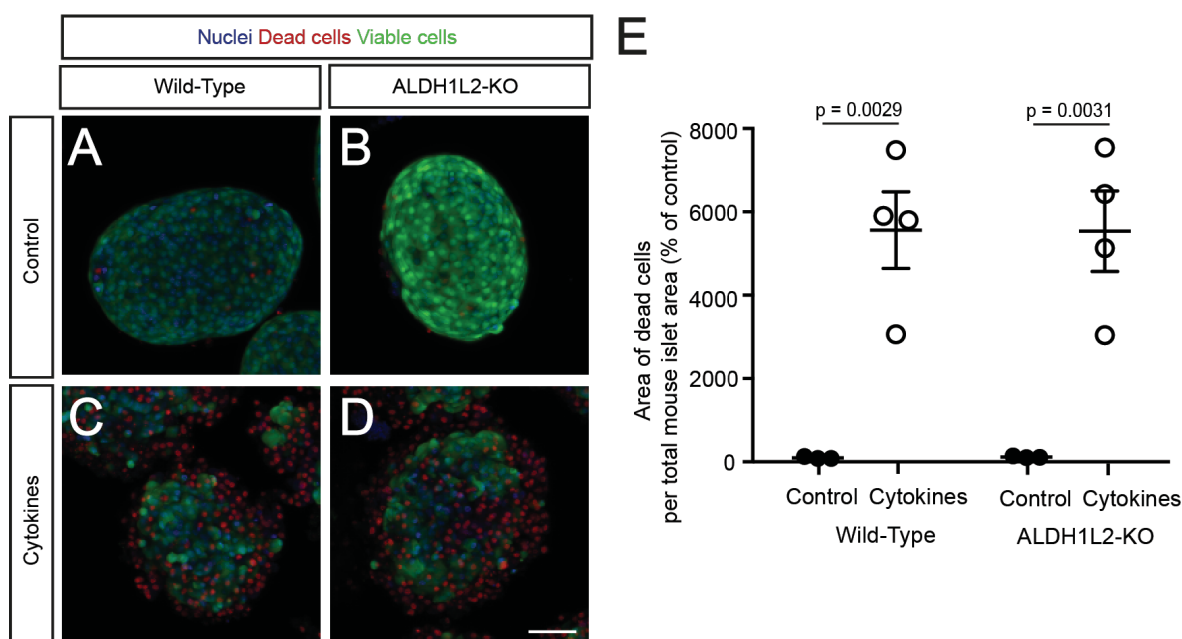 Nuclei Dead cells Viable cells
Wild-Type
ALDH1L2-KO
Control
Cytokines
A
B
C
D
E
Area of dead cells
per total mouse islet area (% of control)
p = 0.0029
p = 0.0031
8000
6000
4000
2000
0
Control Cytokines
Control Cytokines
Wild-Type
ALDH1L2-KO